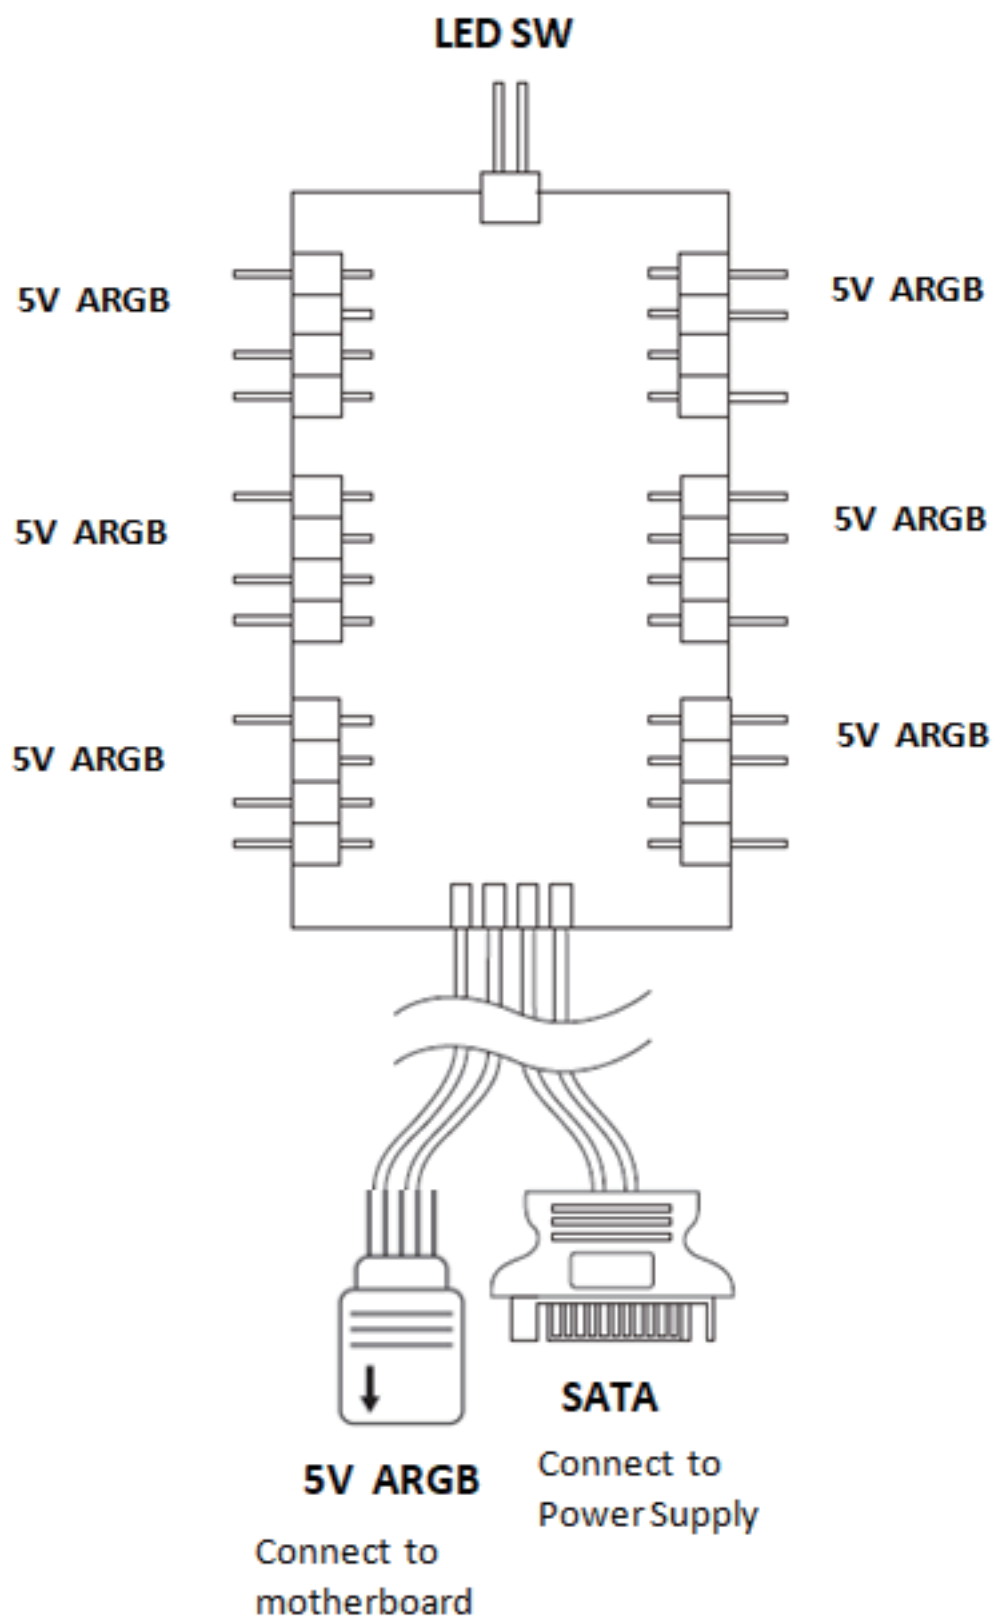 LED SW
5V ARGB
5V ARGB
5V ARGB
5V ARGB
5V ARGB
5V ARGB
SATA
Connect to
Power Supply
5V ARGB
Connect to
motherboard